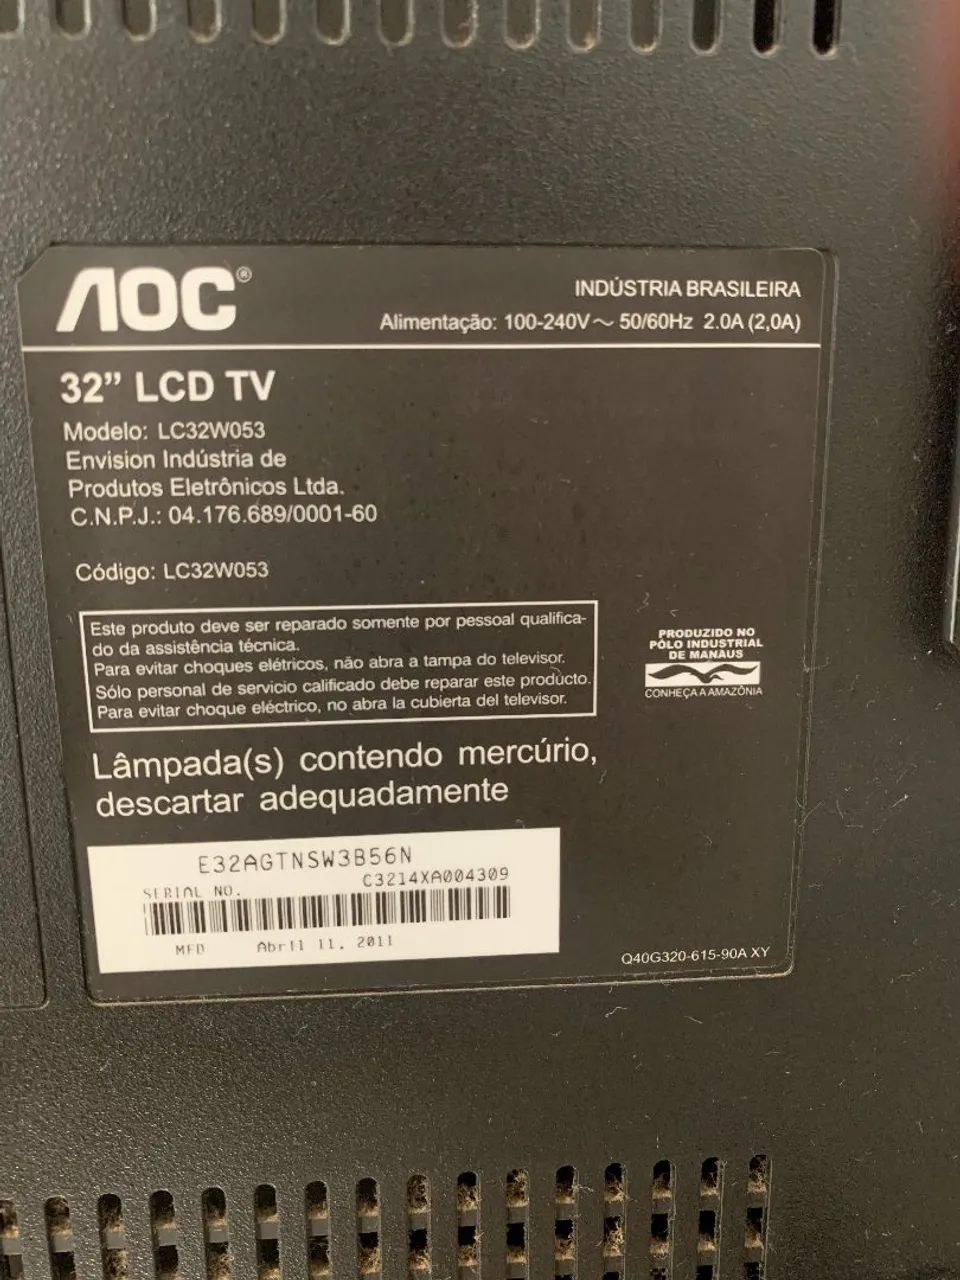 AOC®
INDÚSTRIA BRASILEIRA
Alimentação: 100-240V～ 50/60Hz 2.0A (2,0A)
32” LCD TV
Modelo: LC32W053
Envision Indústria de
Produtos Eletrônicos Ltda.
C.N.P.J.: 04.176.689/0001-60
Código: LC32W053
Este produto deve ser reparado somente por pessoal qualifica-
do da assistência técnica.
Para evitar choques elétricos, não abra a tampa do televisor.
Sólo personal de servicio calificado debe reparar este producto.
Para evitar choque eléctrico, no abra la cubierta del televisor.
PRODUZIDO NO
PÓLO INDUSTRIAL
DE MANAUS
CONHEÇA A AMAZÔNIA
Lâmpada(s) contendo mercúrio,
descartar adequadamente
E32AGTNSW3B56N
C3214XA004309
SERIAL NO.
MFD Abril 11, 2011
Q40G320-615-90A XY